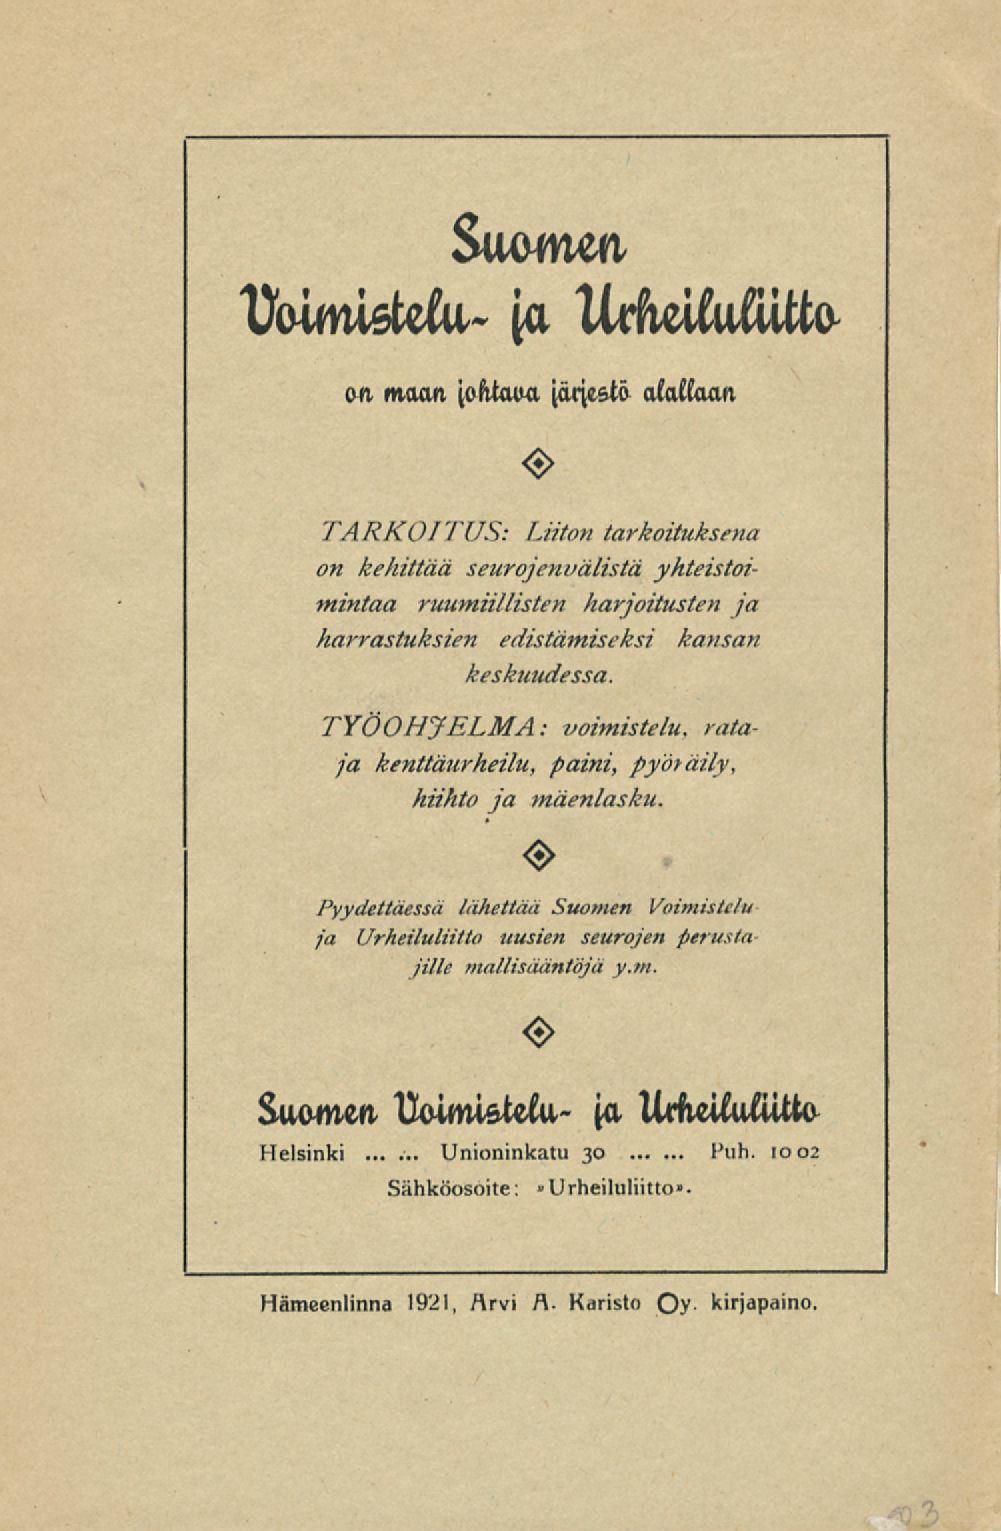 Suomen
Voimistelu- ja Urheiluliitto
on maan johtava järjestö alallaan
TARKOITUS: Liiton tarkoituksena
on kehittää seurojenvälistä yhteistoi-
mintaa ruumiillisten harjoitusten ja
harrastuksien edistämiseksi kansan
keskuudessa.
TYÖOHJELMA: voimistelu, rata-
ja kenttäurheilu, paini, pyöräily,
hiihto ja mäenlasku.
Pyydettäessä lähettää Suomen Voimistelu-
ja Urheiluliitto uusien seurojen perusta-
jille mallisääntöjä y.m.
Suomen Voimistelu- ja Urheiluliitto
Helsinki ... ... Unioninkatu 30 ... ... Puh. 10 02
Sähköosoite: »Urheiluliitto».
Hämeenlinna 1921, Arvi A. Karisto Oy. kirjapaino.